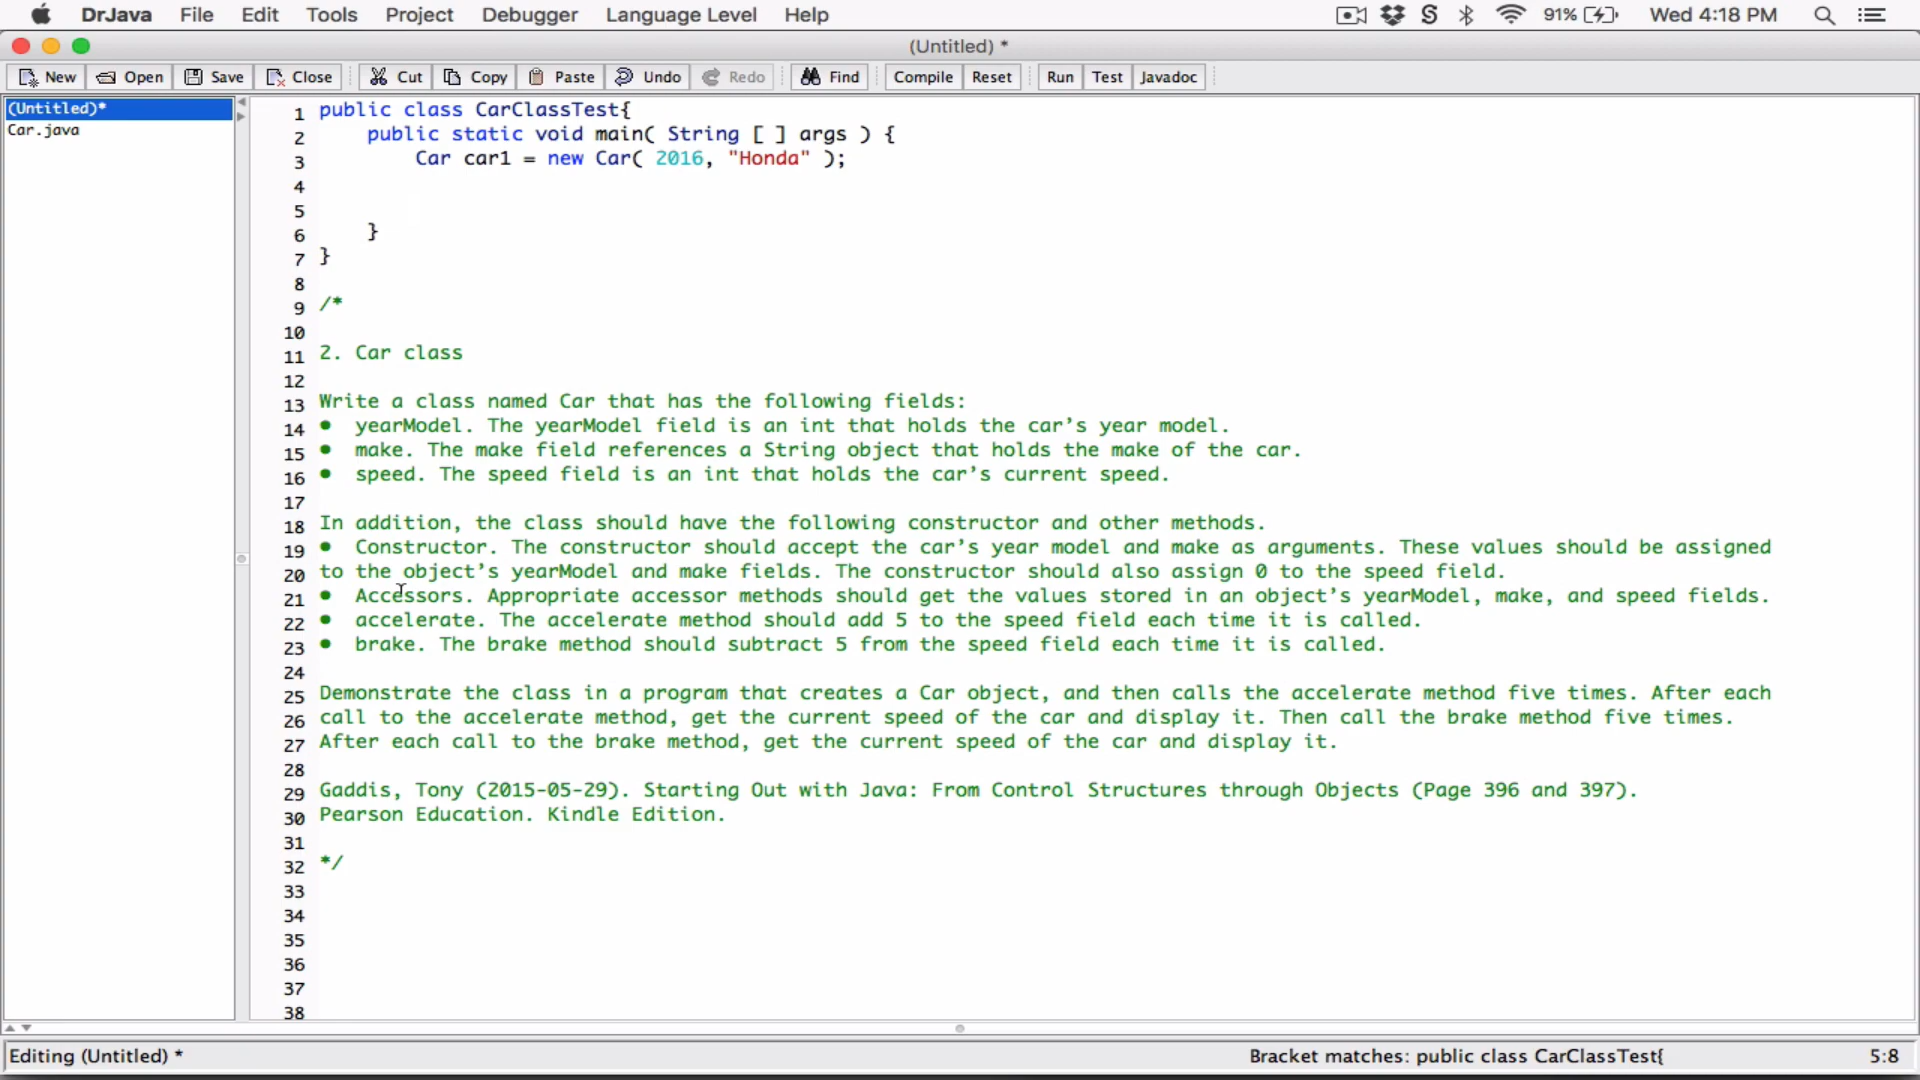 DrJava File Edit Tools Project Debugger Language Level Help 91% Wed 4:18 PM
(Untitled) *
New Open Save Close Cut Copy Paste Undo Redo Find Compile Reset Run Test Javadoc
(Untitled)*
Car.java
1 public class CarClassTest{
2 public static void main( String [ ] args ) {
3 Car car1 = new Car( 2016, "Honda" );
4
5
6 }
7 }
8
9 /*
10
11 2. Car class
12
13 Write a class named Car that has the following fields:
14 • yearModel. The yearModel field is an int that holds the car’s year model.
15 • make. The make field references a String object that holds the make of the car.
16 • speed. The speed field is an int that holds the car’s current speed.
17
18 In addition, the class should have the following constructor and other methods.
19 • Constructor. The constructor should accept the car’s year model and make as arguments. These values should be assigned
20 to the object’s yearModel and make fields. The constructor should also assign 0 to the speed field.
21 • Accessors. Appropriate accessor methods should get the values stored in an object’s yearModel, make, and speed fields.
22 • accelerate. The accelerate method should add 5 to the speed field each time it is called.
23 • brake. The brake method should subtract 5 from the speed field each time it is called.
24
25 Demonstrate the class in a program that creates a Car object, and then calls the accelerate method five times. After each
26 call to the accelerate method, get the current speed of the car and display it. Then call the brake method five times.
27 After each call to the brake method, get the current speed of the car and display it.
28
29 Gaddis, Tony (2015-05-29). Starting Out with Java: From Control Structures through Objects (Page 396 and 397).
30 Pearson Education. Kindle Edition.
31
32 */
33
34
35
36
37
38
Editing (Untitled) * Bracket matches: public class CarClassTest{ 5:8